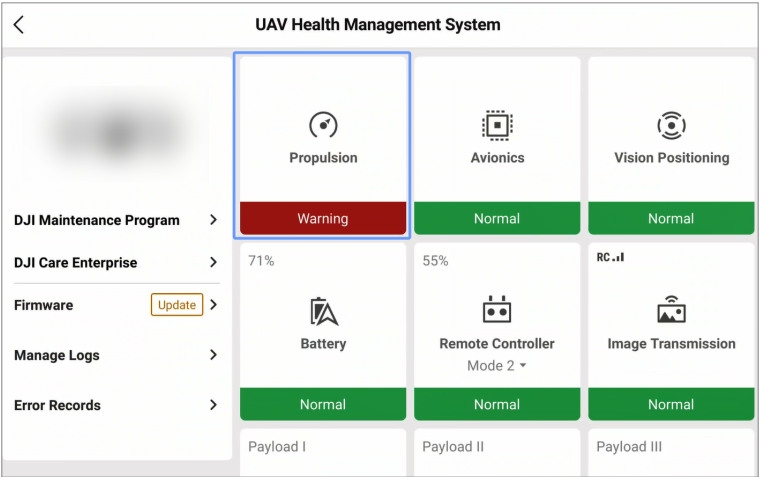 UAV Health Management System
DJI Maintenance Program
DJI Care Enterprise
Firmware
Update
Manage Logs
Error Records
Propulsion
Warning
Avionics
Normal
Vision Positioning
Normal
71%
Battery
Normal
55%
Remote Controller
Mode 2
Normal
RC
Image Transmission
Normal
Payload I
Payload II
Payload III